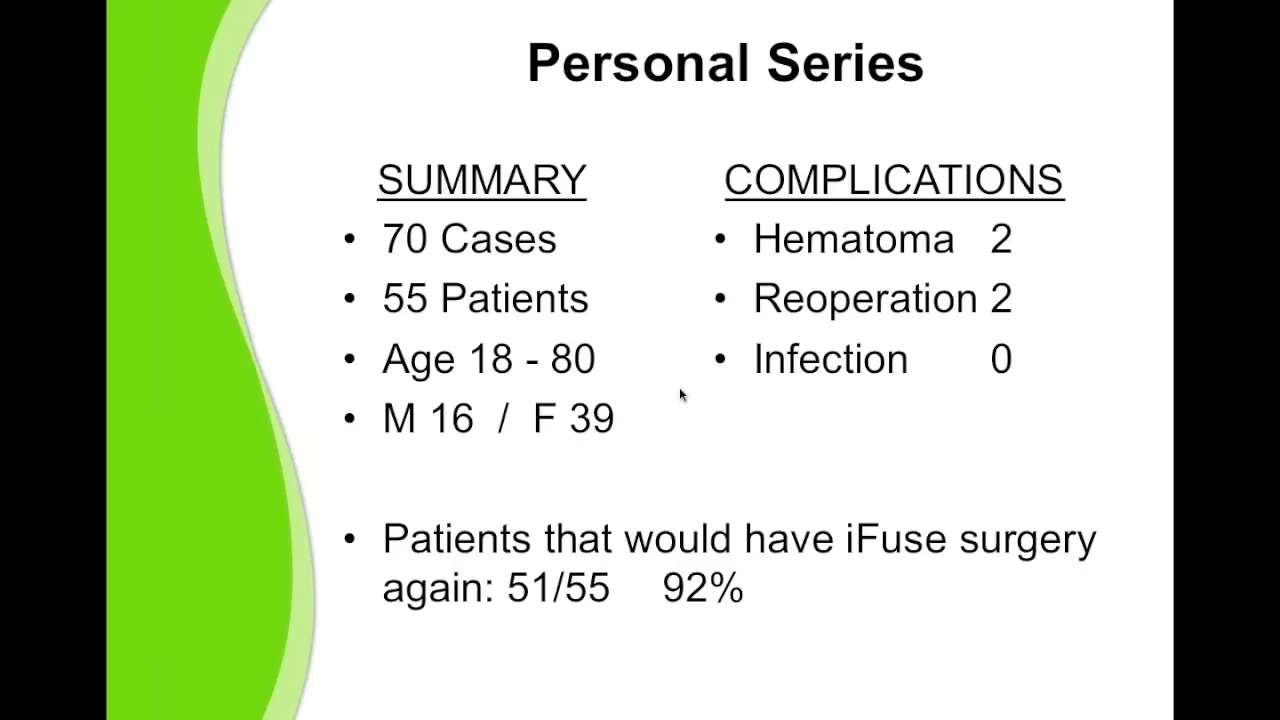 Personal Series
SUMMARY
• 70 Cases
• 55 Patients
• Age 18 - 80
• M 16 / F 39
COMPLICATIONS
• Hematoma 2
• Reoperation 2
• Infection 0
• Patients that would have iFuse surgery
again: 51/55 92%